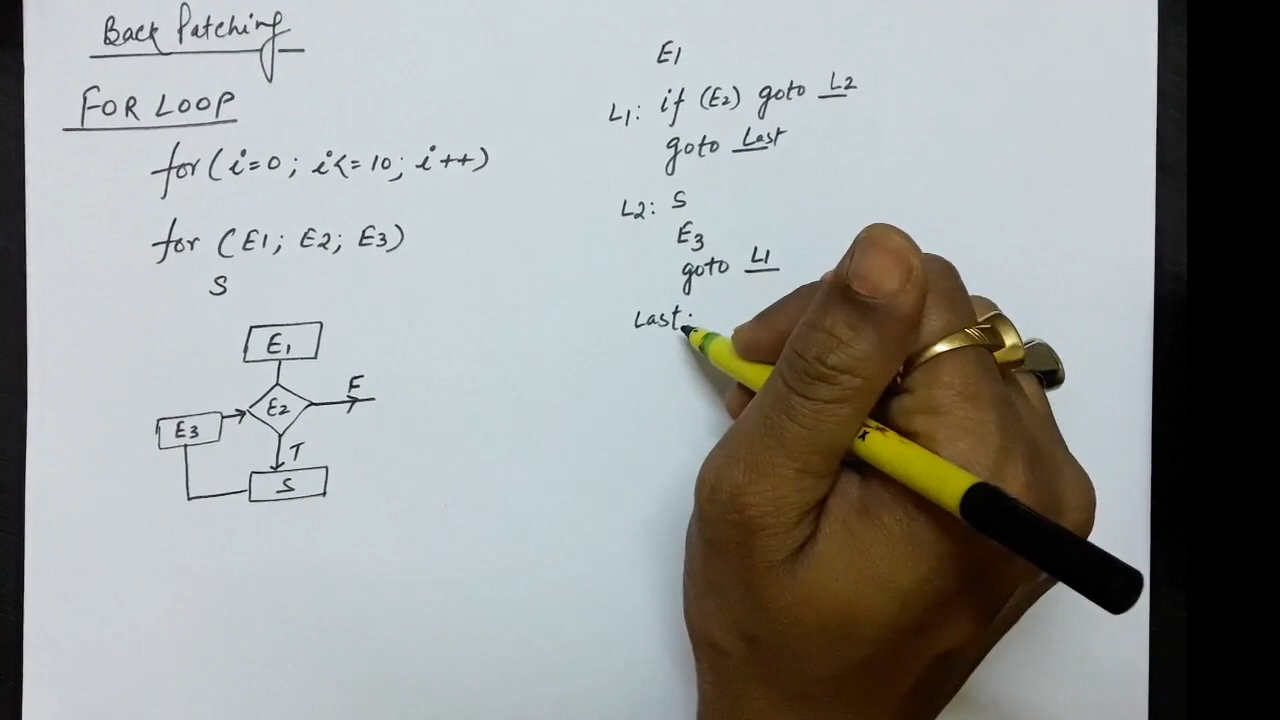 Back Patching
FOR LOOP
for (i=0; i<=10; i++)
for (E1; E2; E3)
S
E1
E2
F
E3
T
S
E1
L1: if (E2) goto L2
goto Last
L2: S
E3
goto L1
Last: